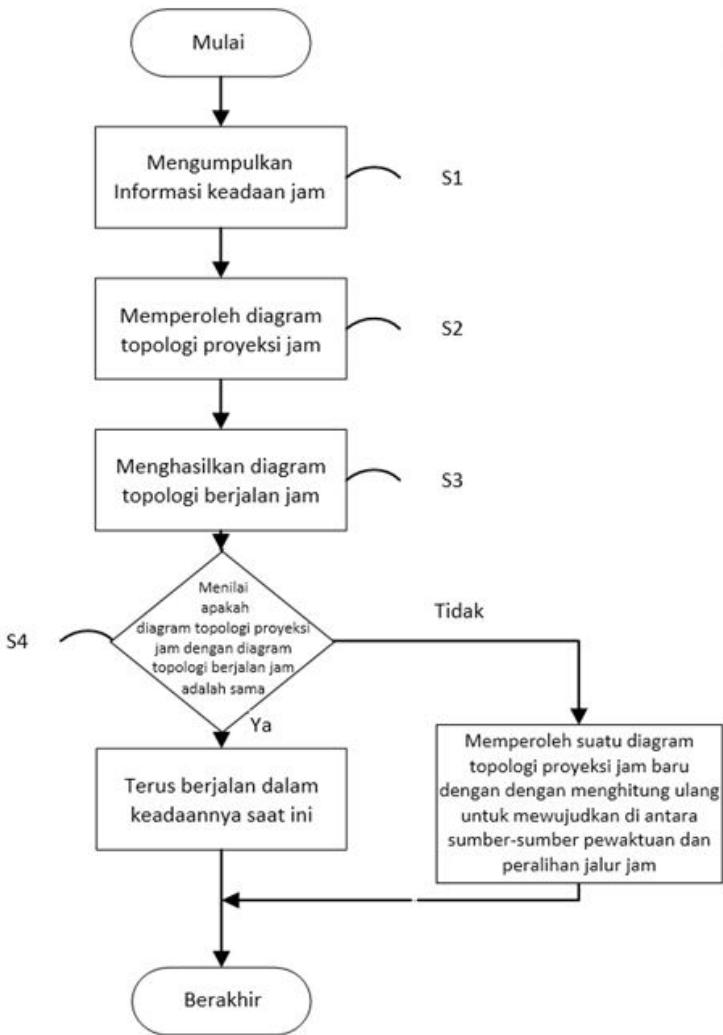 Mulai
Mengumpulkan
Informasi keadaan jam
S1
Memperoleh diagram
topologi proyeksi jam
S2
Menghasilkan diagram
topologi berjalan jam
S3
Menilai
apakah
diagram topologi proyeksi
jam dengan diagram
topologi berjalan jam
adalah sama
S4
Tidak
Ya
Terus berjalan dalam
keadaannya saat ini
Memperoleh suatu diagram
topologi proyeksi jam baru
dengan dengan menghitung ulang
untuk mewujudkan di antara
sumber-sumber pewaktuan dan
peralihan jalur jam
Berakhir